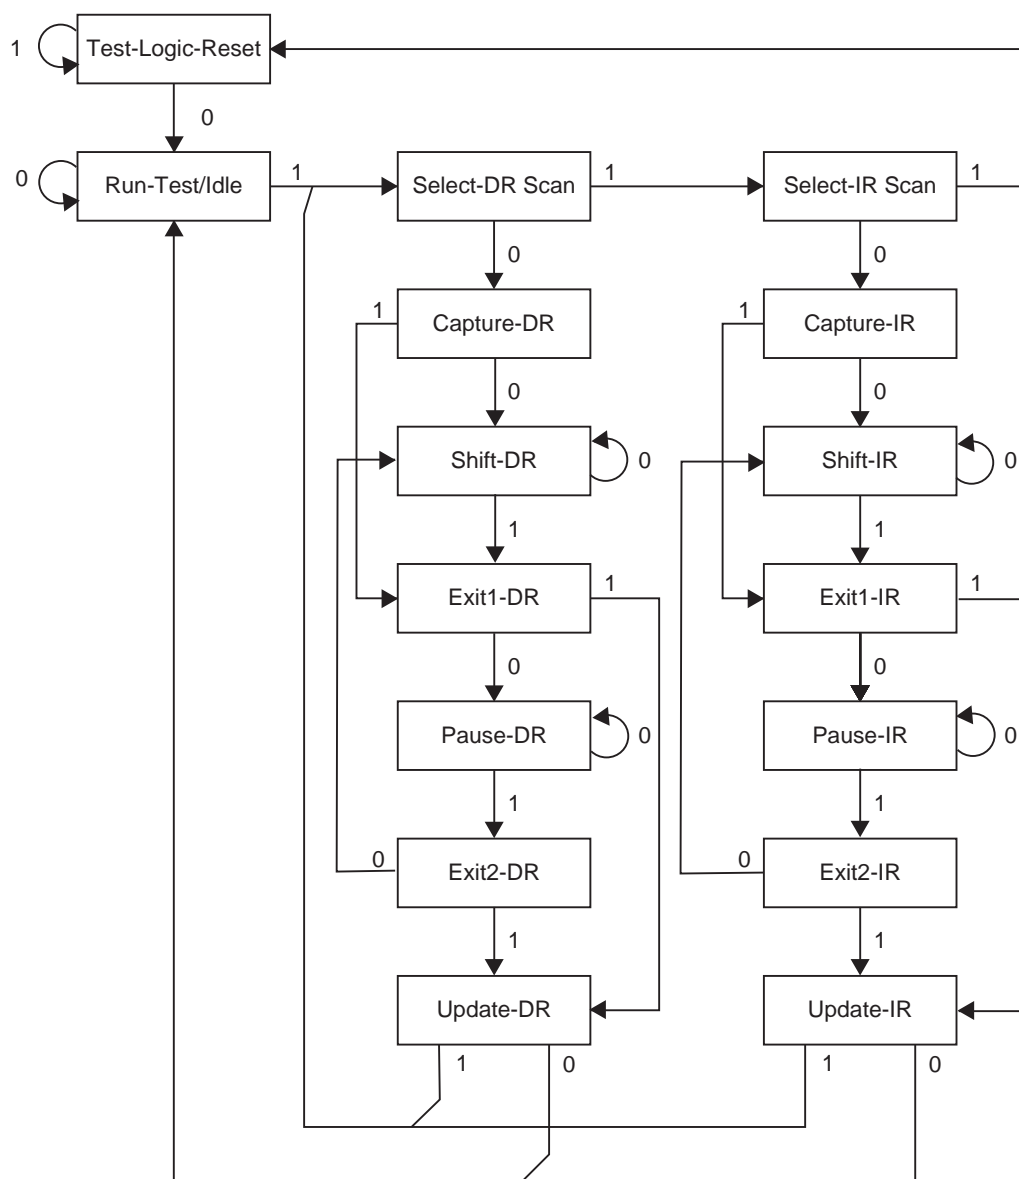 1 Test-Logic-Reset
0
0 Run-Test/Idle 1 Select-DR Scan 1 Select-IR Scan 1
0 0
1 Capture-DR 1 Capture-IR
0 0
Shift-DR 0 Shift-IR 0
1 1
Exit1-DR 1 Exit1-IR 1
0 0
Pause-DR 0 Pause-IR 0
1 1
0 Exit2-DR 0 Exit2-IR
1 1
Update-DR Update-IR
1 0 1 0